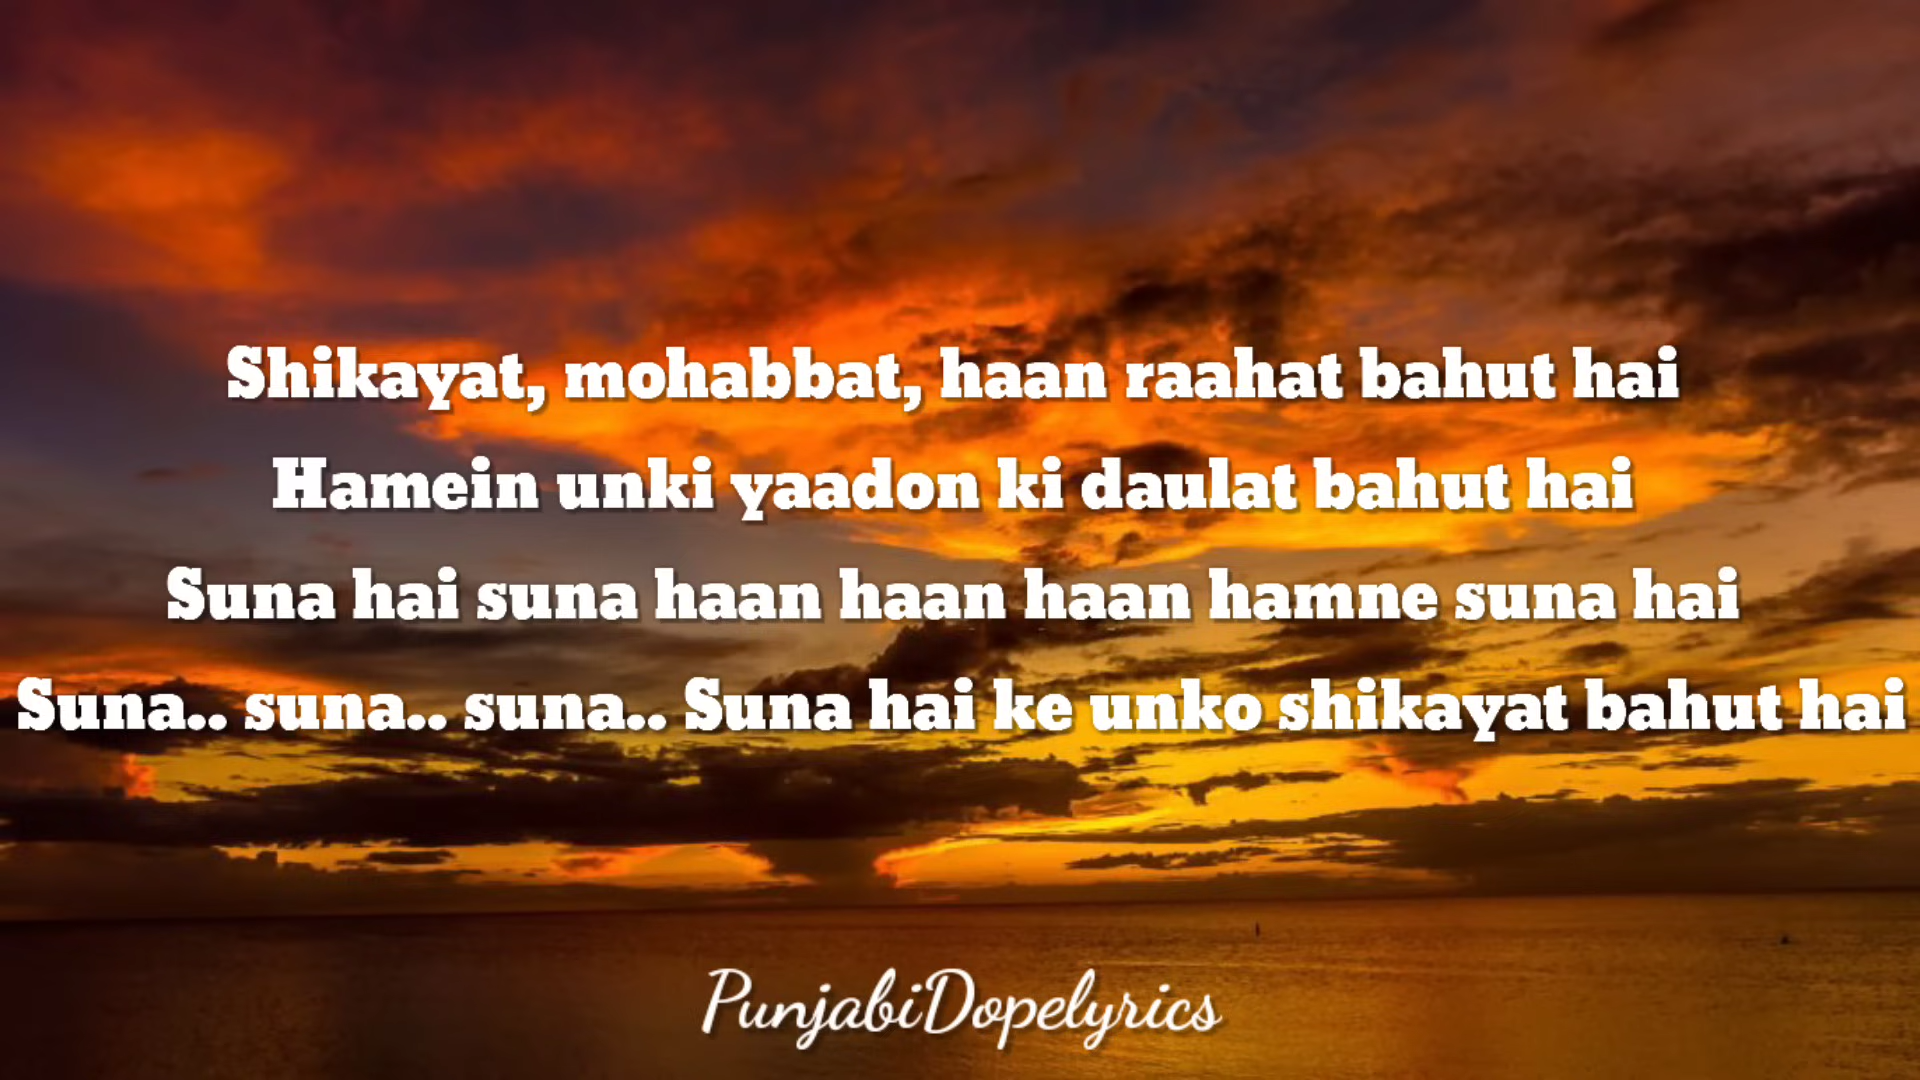 Shikayat, mohabbat, haan raahat bahut hai
Hamein unki yaadon ki daulat bahut hai
Suna hai suna haan haan haan hamne suna hai
Suna.. suna.. suna.. Suna hai ke unko shikayat bahut hai
PunjabiDopelyrics